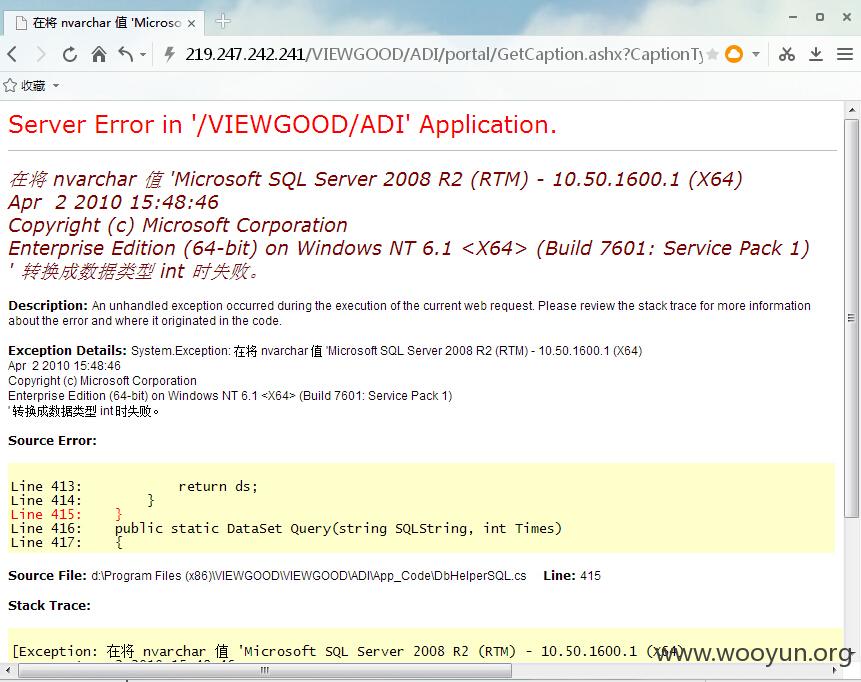 在将 nvarchar 值 'Microso
219.247.242.241/VIEWGOOD/ADI/portal/GetCaption.ashx?CaptionTy
收藏
Server Error in '/VIEWGOOD/ADI' Application.
在将 nvarchar 值 'Microsoft SQL Server 2008 R2 (RTM) - 10.50.1600.1 (X64)
Apr 2 2010 15:48:46
Copyright (c) Microsoft Corporation
Enterprise Edition (64-bit) on Windows NT 6.1 <X64> (Build 7601: Service Pack 1)
' 转换成数据类型 int 时失败。
Description: An unhandled exception occurred during the execution of the current web request. Please review the stack trace for more information
about the error and where it originated in the code.
Exception Details: System.Exception: 在将 nvarchar 值 'Microsoft SQL Server 2008 R2 (RTM) - 10.50.1600.1 (X64)
Apr 2 2010 15:48:46
Copyright (c) Microsoft Corporation
Enterprise Edition (64-bit) on Windows NT 6.1 <X64> (Build 7601: Service Pack 1)
' 转换成数据类型 int 时失败。
Source Error:
Line 413:             return ds;
Line 414:         }
Line 415:     }
Line 416:     public static DataSet Query(string SQLString, int Times)
Line 417:     {
Source File: d:\Program Files (x86)\VIEWGOOD\VIEWGOOD\ADI\App_Code\DbHelperSQL.cs    Line: 415
Stack Trace:
[Exception: 在将 nvarchar 值 'Microsoft SQL Server 2008 R2 (RTM) - 10.50.1600.1 (X64)
www.wooyun.org